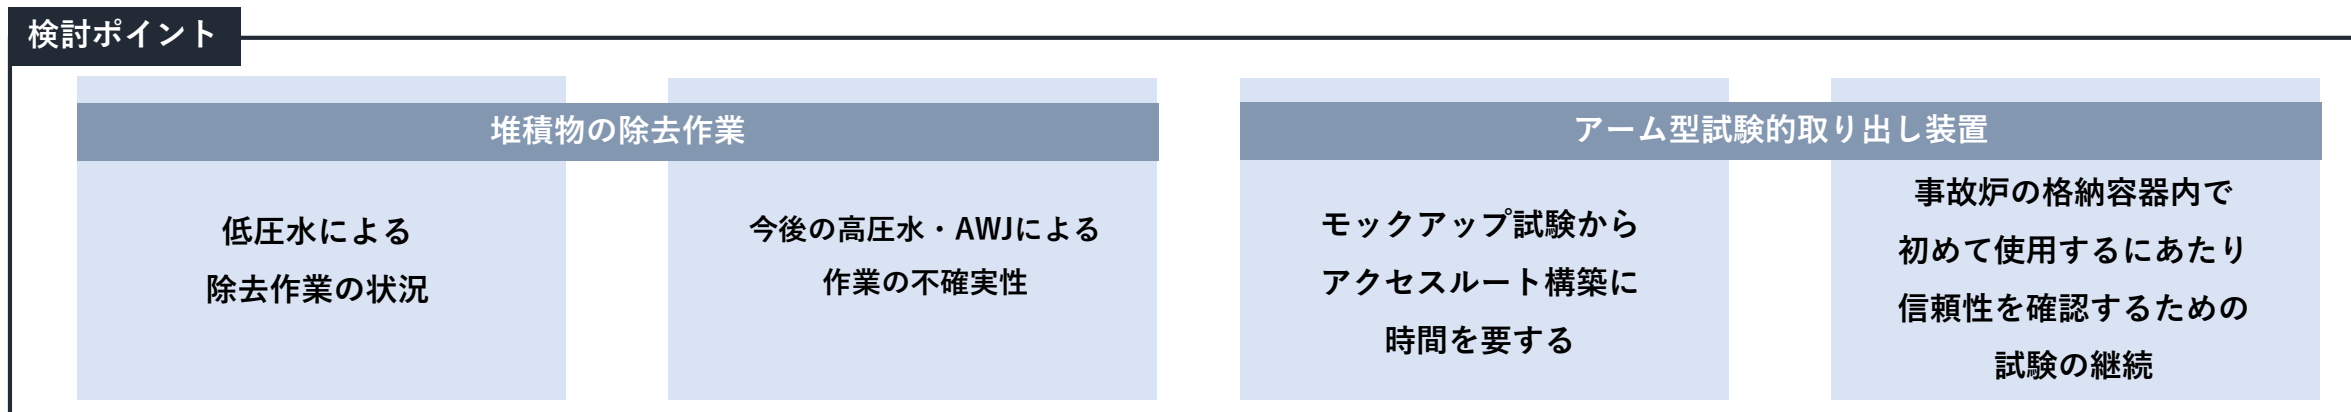 検討ポイント
堆積物の除去作業
低圧水による
除去作業の状況
今後の高圧水・AWJによる
作業の不確実性
アーム型試験的取り出し装置
モックアップ試験から
アクセスルート構築に
時間を要する
事故炉の格納容器内で
初めて使用するにあたり
信頼性を確認するための
試験の継続